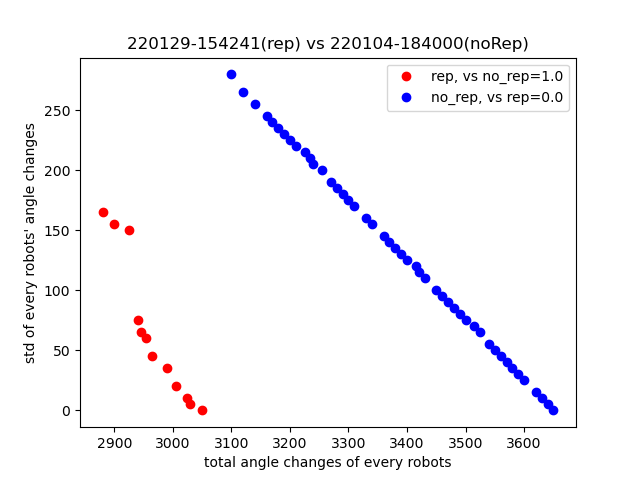 220129-154241(rep) vs 220104-184000(noRep)
rep, vs no_rep=1.0
no_rep, vs rep=0.0
std of every robots' angle changes
250
200
150
100
50
0
2900 3000 3100 3200 3300 3400 3500 3600
total angle changes of every robots